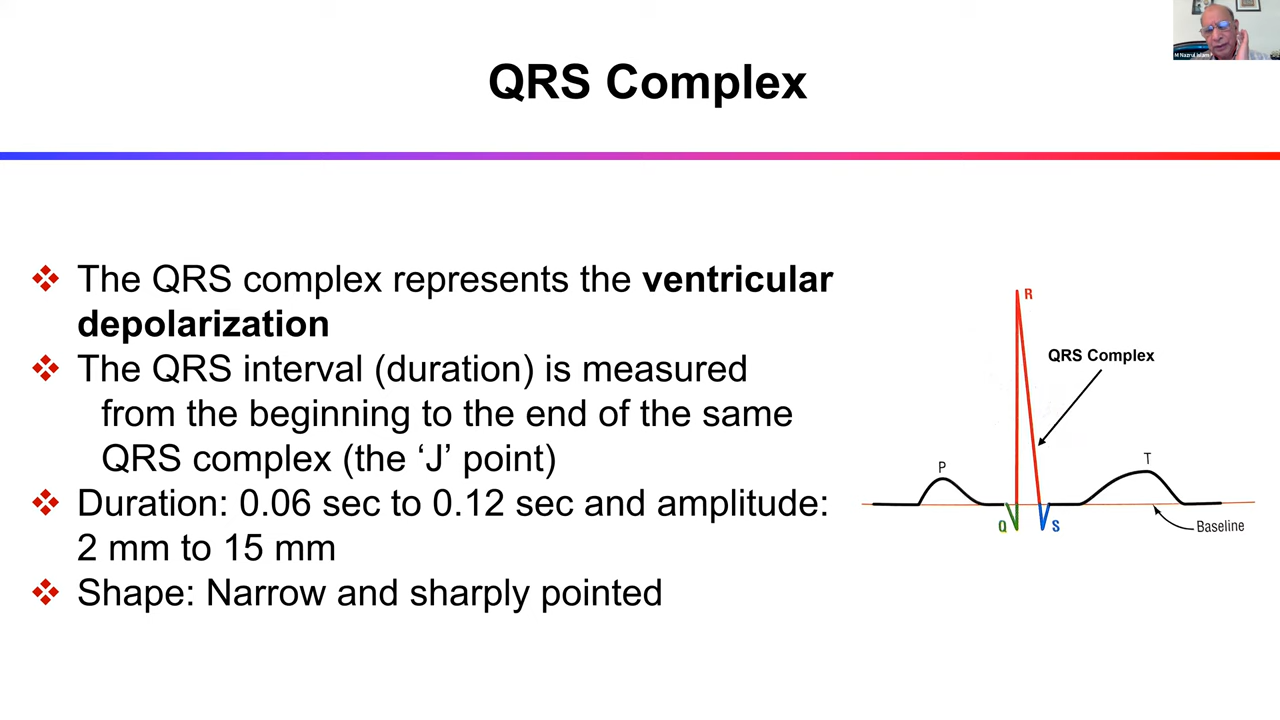 M Nazrul Islam
QRS Complex
❖ The QRS complex represents the ventricular
depolarization
❖ The QRS interval (duration) is measured
from the beginning to the end of the same
QRS complex (the ‘J’ point)
❖ Duration: 0.06 sec to 0.12 sec and amplitude:
2 mm to 15 mm
❖ Shape: Narrow and sharply pointed
R
QRS Complex
P
T
Q
S
Baseline